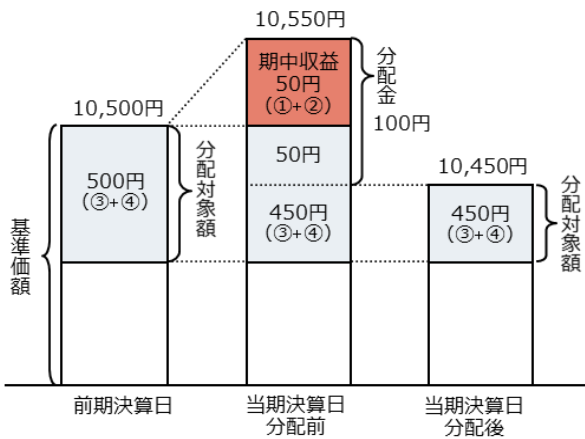 10,550円
期中収益
50円
(①+②)
分配金
100円
10,500円
500円
(③+④)
分配対象額
50円
450円
(③+④)
10,450円
450円
(③+④)
分配対象額
基準価額
前期決算日
当期決算日
分配前
当期決算日
分配後